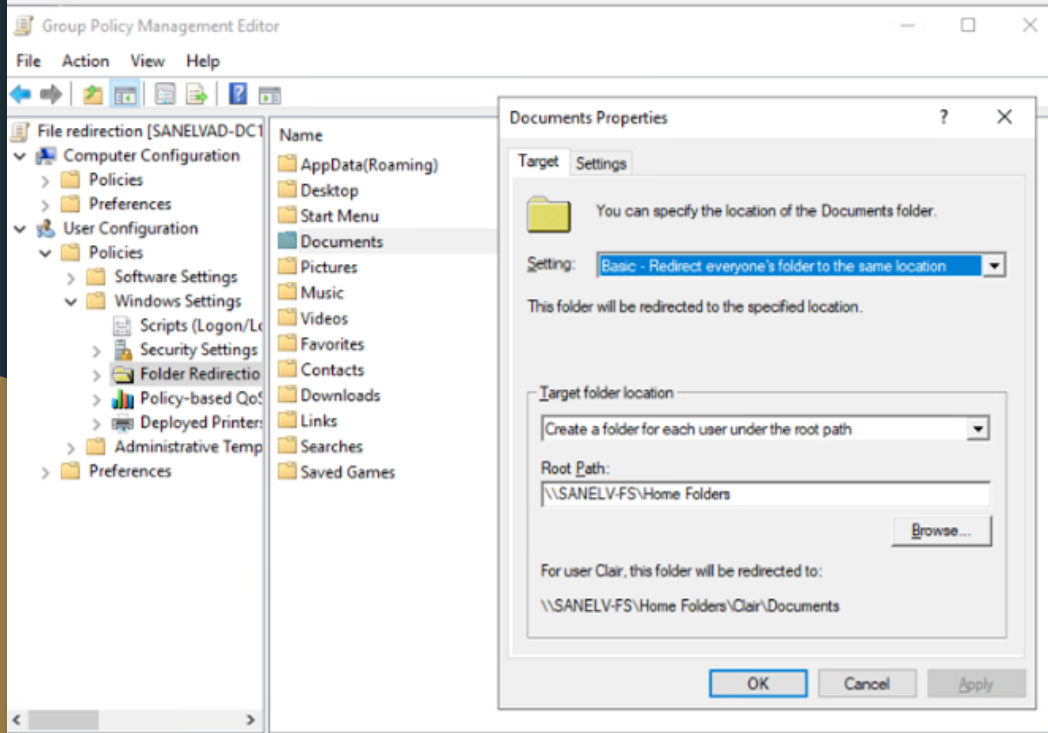 Group Policy Management Editor
File Action View Help
File redirection [SANELVAD-DC1
Computer Configuration
Policies
Preferences
User Configuration
Policies
Software Settings
Windows Settings
Scripts (Logon/Lo
Security Settings
Folder Redirectio
Policy-based QoS
Deployed Printer
Administrative Temp
Preferences
Name
AppData(Roaming)
Desktop
Start Menu
Documents
Pictures
Music
Videos
Favorites
Contacts
Downloads
Links
Searches
Saved Games
Documents Properties ? ×
Target Settings
You can specify the location of the Documents folder.
Setting: Basic - Redirect everyone's folder to the same location
This folder will be redirected to the specified location.
Target folder location
Create a folder for each user under the root path
Root Path:
\\SANELV-FS\Home Folders
Browse...
For user Clair, this folder will be redirected to:
\\SANELV-FS\Home Folders\Clair\Documents
OK Cancel Apply